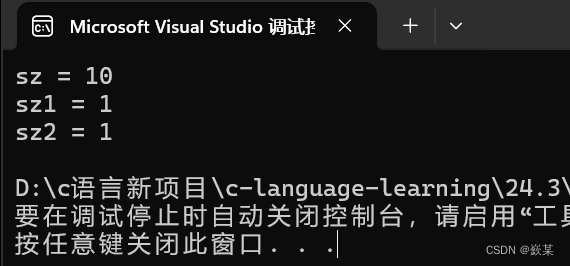 Microsoft Visual Studio 调试
sz = 10
sz1 = 1
sz2 = 1
D:\c语言新项目\c-language-learning\24.3\
要在调试停止时自动关闭控制台，请启用“工具
按任意键关闭此窗口. . .
CSDN @嶔某